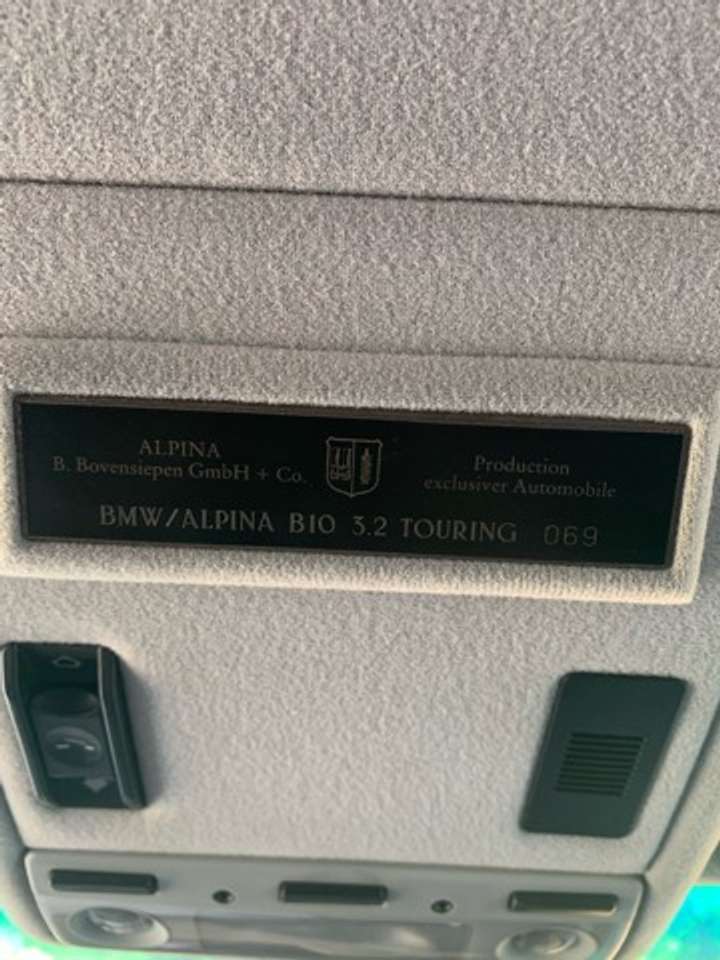 ALPINA
B. Bovensiepen GmbH + Co.
Production
exclusiver Automobile
BMW/ALPINA B10 3.2 TOURING 069